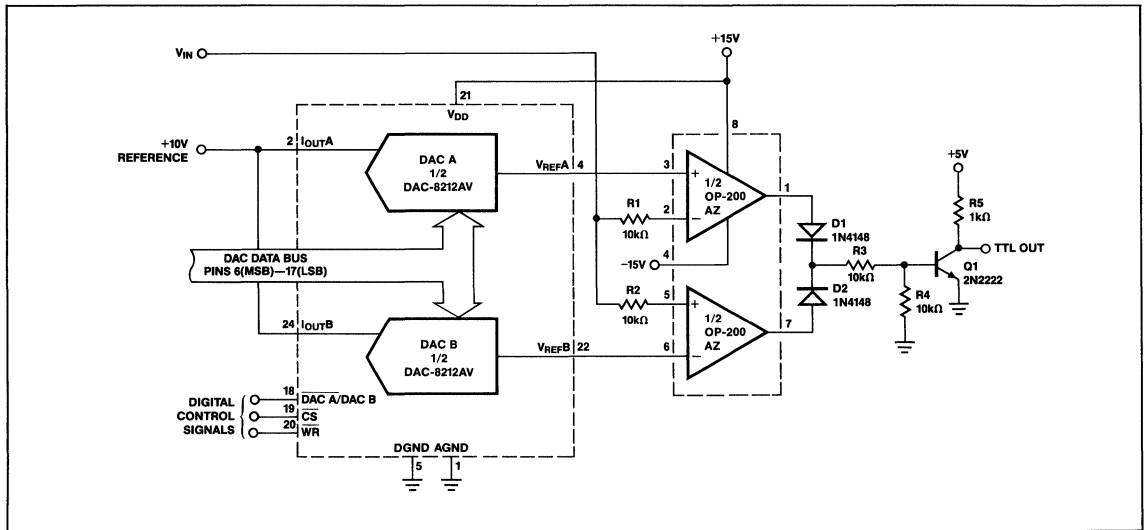 +15V
VIN
21
VDD
8
+10V
REFERENCE
2 IOUTA
DAC A
1/2
DAC-8212AV
VREFA 4
3
+
1/2
OP-200
AZ
1
+5V
R5
1kΩ
R1
10kΩ
2
−
D1
1N4148
TTL OUT
4
−15V
R3
10kΩ
Q1
2N2222
DAC DATA BUS
PINS 6(MSB)—17(LSB)
R2
10kΩ
5
+
D2
1N4148
R4
10kΩ
1/2
OP-200
AZ
7
24 IOUTB
DAC B
1/2
DAC-8212AV
VREFB 22
6
−
DIGITAL
CONTROL
SIGNALS
18 DAC A/DAC B
19 CS
20 WR
DGND AGND
5 1